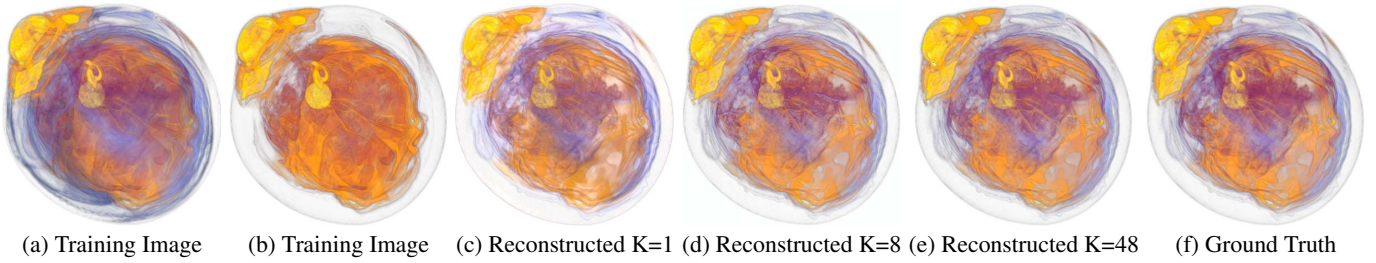 (a) Training Image (b) Training Image (c) Reconstructed K=1 (d) Reconstructed K=8 (e) Reconstructed K=48 (f) Ground Truth